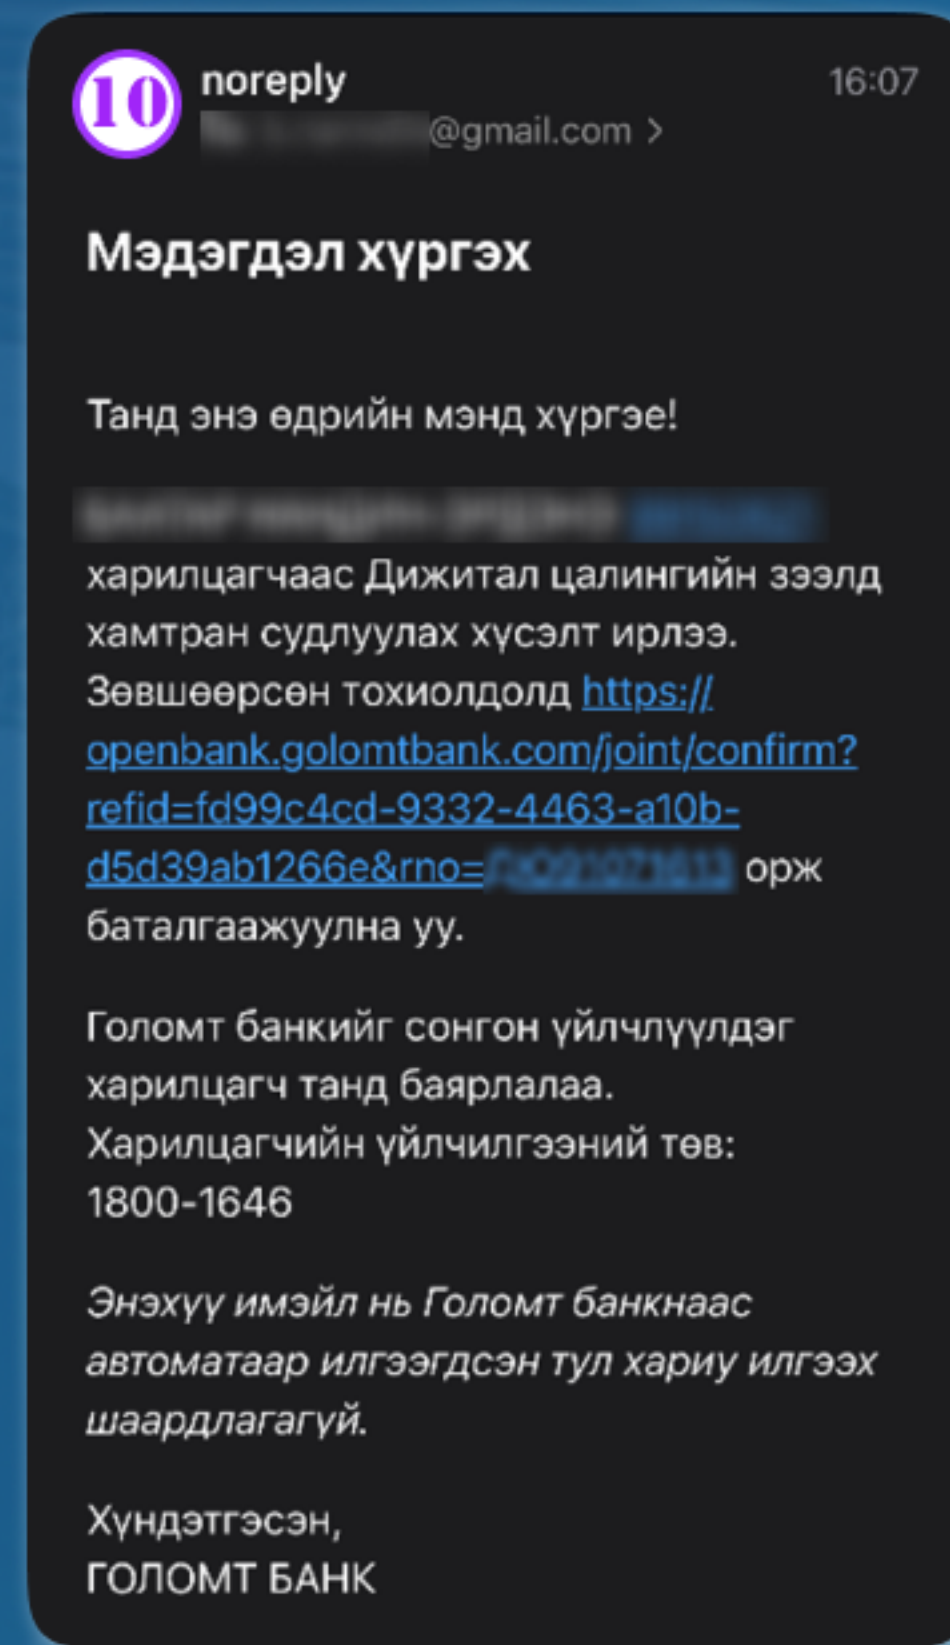 10
noreply
16:07
@gmail.com >
Мэдэгдэл хүргэх
Танд энэ өдрийн мэнд хүргэе!
харилцагчаас Дижитал цалингийн зээлд
хамтран судлуулах хүсэлт ирлээ.
Зөвшөөрсөн тохиолдолд https://
openbank.golomtbank.com/joint/confirm?
refid=fd99c4cd-9332-4463-a10b-
d5d39ab1266e&rno= орж
баталгаажуулна уу.
Голомт банкийг сонгон үйлчлүүлдэг
харилцагч танд баярлалаа.
Харилцагчийн үйлчилгээний төв:
1800-1646
Энэхүү имэйл нь Голомт банкнаас
автоматаар илгээгдсэн тул хариу илгээх
шаардлагагүй.
Хүндэтгэсэн,
ГОЛОМТ БАНК